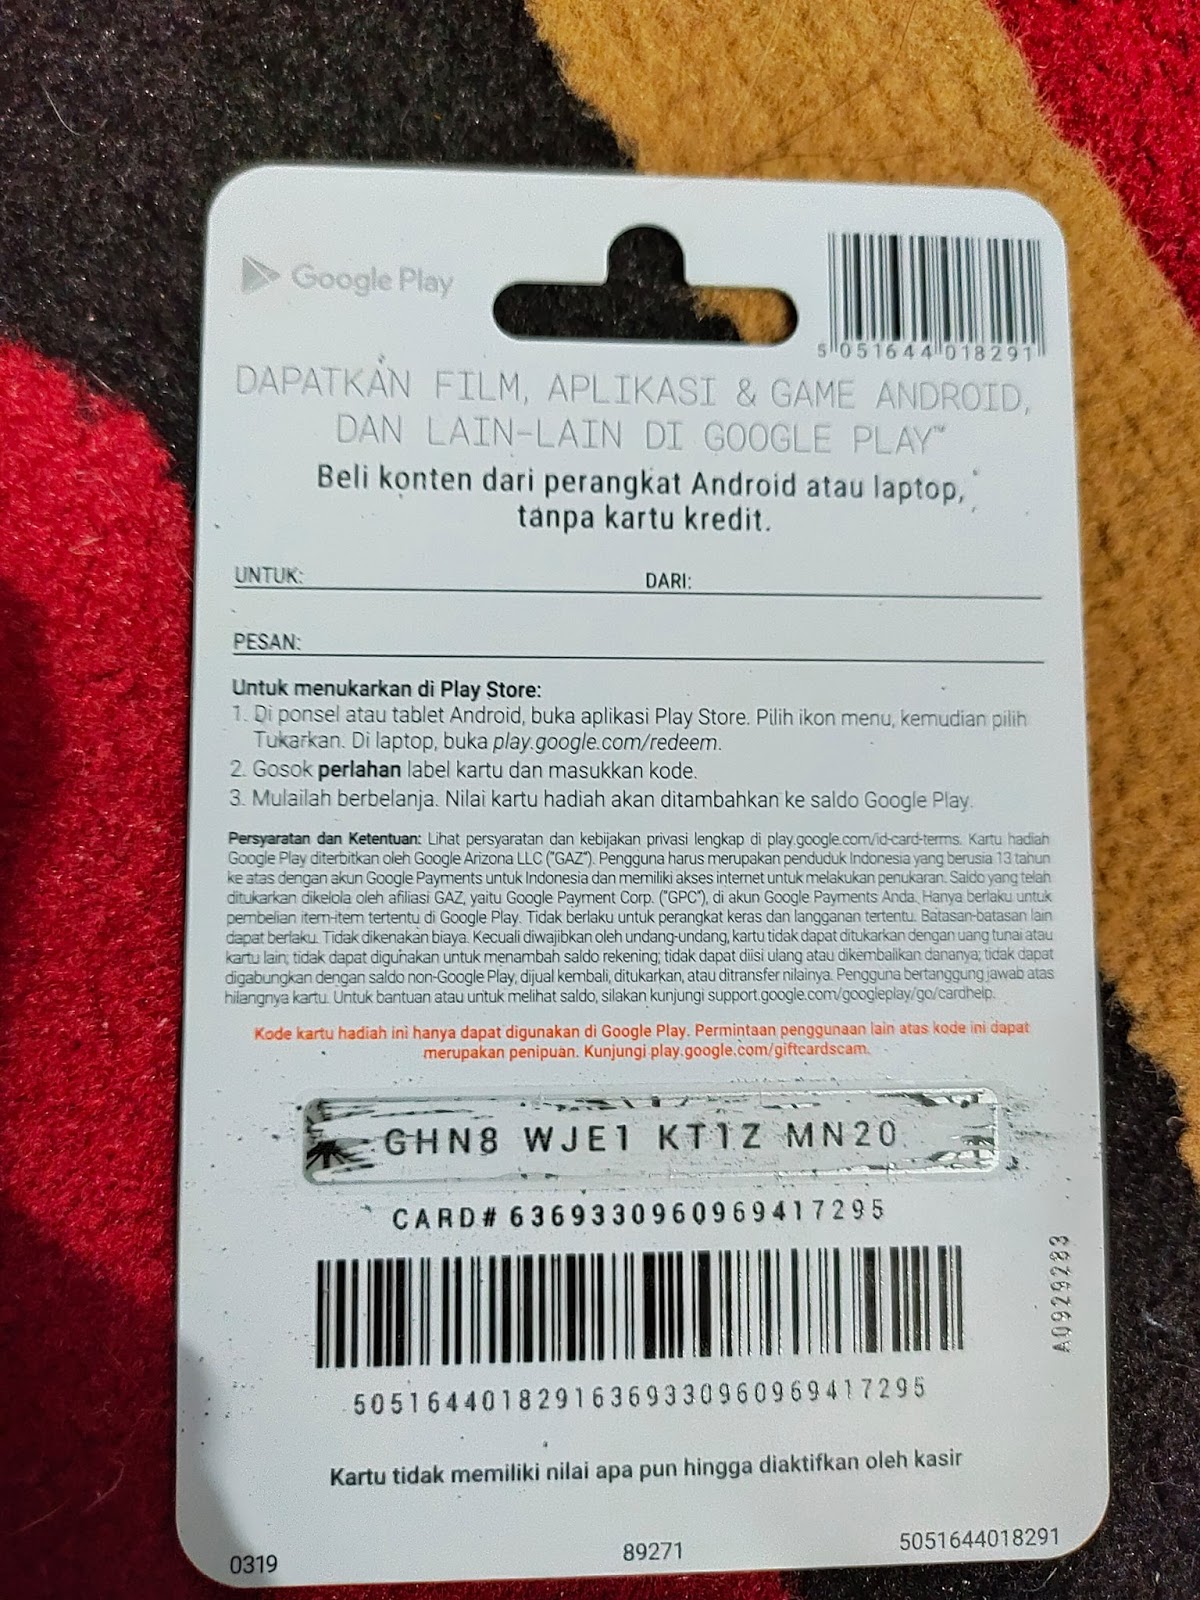 Google Play
5 051644 018291
DAPATKAN FILM, APLIKASI & GAME ANDROID,
DAN LAIN-LAIN DI GOOGLE PLAY™
Beli konten dari perangkat Android atau laptop,
tanpa kartu kredit.
UNTUK: DARI:
PESAN:
Untuk menukarkan di Play Store:
1. Di ponsel atau tablet Android, buka aplikasi Play Store. Pilih ikon menu, kemudian pilih
Tukarkan. Di laptop, buka play.google.com/redeem.
2. Gosok perlahan label kartu dan masukkan kode.
3. Mulailah berbelanja. Nilai kartu hadiah akan ditambahkan ke saldo Google Play.
Persyaratan dan Ketentuan: Lihat persyaratan dan kebijakan privasi lengkap di play.google.com/id-card-terms. Kartu hadiah
Google Play diterbitkan oleh Google Arizona LLC ("GAZ"). Pengguna harus merupakan penduduk Indonesia yang berusia 13 tahun
ke atas dengan akun Google Payments untuk Indonesia dan memiliki akses internet untuk melakukan penukaran. Saldo yang telah
ditukarkan dikelola oleh afiliasi GAZ, yaitu Google Payment Corp. ("GPC"), di akun Google Payments Anda. Hanya berlaku untuk
pembelian item-item tertentu di Google Play. Tidak berlaku untuk perangkat keras dan langganan tertentu. Batasan-batasan lain
dapat berlaku. Tidak dikenakan biaya. Kecuali diwajibkan oleh undang-undang, kartu tidak dapat ditukarkan dengan uang tunai atau
kartu lain; tidak dapat digunakan untuk menambah saldo rekening; tidak dapat diisi ulang atau dikembalikan dananya; tidak dapat
digabungkan dengan saldo non-Google Play, dijual kembali, ditukarkan, atau ditransfer nilainya. Pengguna bertanggung jawab atas
hilangnya kartu. Untuk bantuan atau untuk melihat saldo, silakan kunjungi support.google.com/googleplay/go/cardhelp.
Kode kartu hadiah ini hanya dapat digunakan di Google Play. Permintaan penggunaan lain atas kode ini dapat
merupakan penipuan. Kunjungi play.google.com/giftcardscam.
GHN8 WJE1 KT1Z MN20
CARD# 6369330960969417295
A0929283
50516440182916369330960969417295
Kartu tidak memiliki nilai apa pun hingga diaktifkan oleh kasir
0319 89271 5051644018291